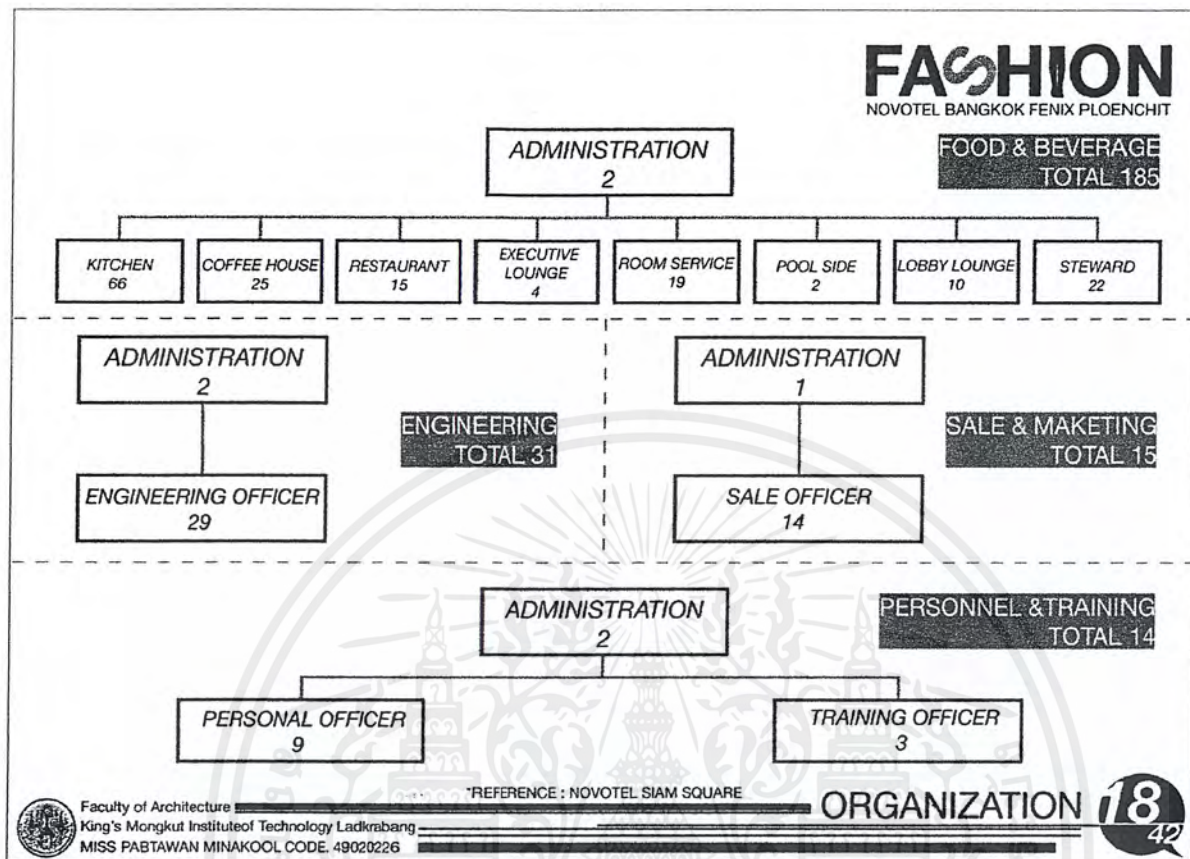 FASHION
NOVOTEL BANGKOK FENIX PLOENCHIT
FOOD & BEVERAGE
TOTAL 185
ADMINISTRATION
2
KITCHEN
66
COFFEE HOUSE
25
RESTAURANT
15
EXECUTIVE
LOUNGE
4
ROOM SERVICE
19
POOL SIDE
2
LOBBY LOUNGE
10
STEWARD
22
ADMINISTRATION
2
ENGINEERING
TOTAL 31
ENGINEERING OFFICER
29
ADMINISTRATION
1
SALE & MAKETING
TOTAL 15
SALE OFFICER
14
ADMINISTRATION
2
PERSONNEL &TRAINING
TOTAL 14
PERSONAL OFFICER
9
TRAINING OFFICER
3
*REFERENCE : NOVOTEL SIAM SQUARE
Faculty of Architecture
King's Mongkut Instituteof Technology Ladkrabang
MISS PABTAWAN MINAKOOL CODE. 49020226
ORGANIZATION
18
42